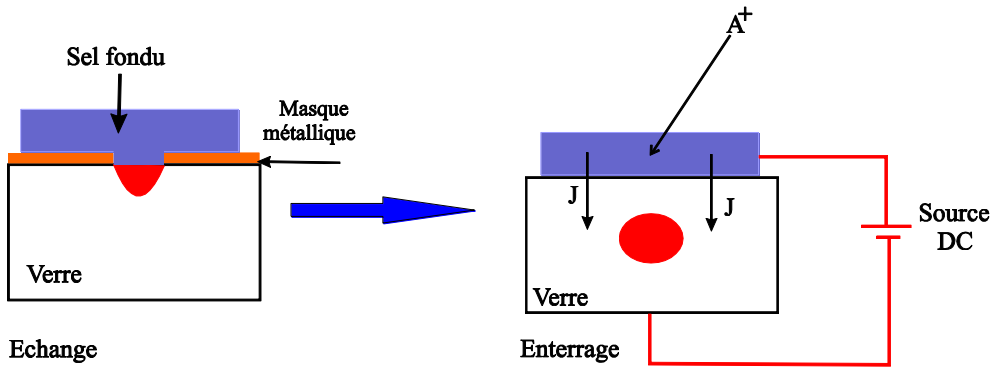 Sel fondu
Masque
métallique
Verre
Echange
A+
J
J
Source
DC
Verre
Enterrage